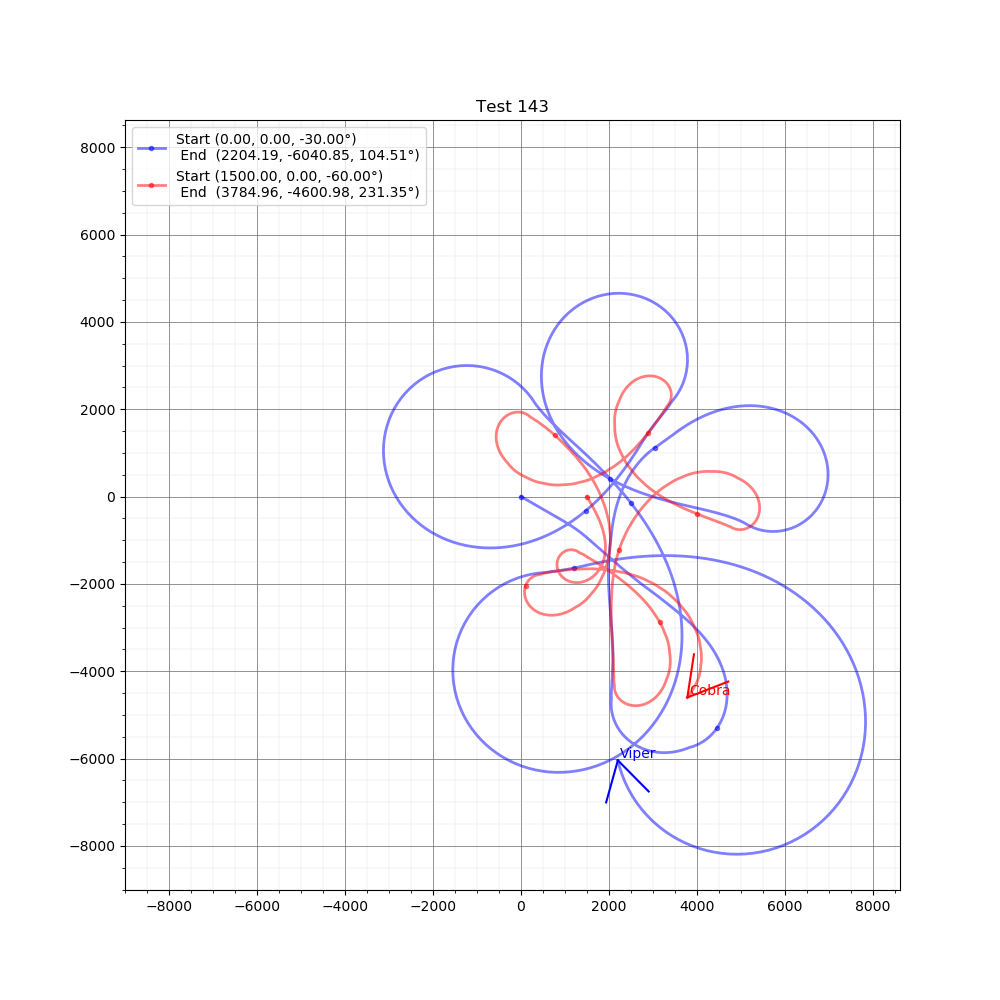 Test 143
Start (0.00, 0.00, -30.00°)
End  (2204.19, -6040.85, 104.51°)
Start (1500.00, 0.00, -60.00°)
End  (3784.96, -4600.98, 231.35°)
8000
6000
4000
2000
0
−2000
−4000
−6000
−8000
Cobra
Viper
−8000 −6000 −4000 −2000 0 2000 4000 6000 8000